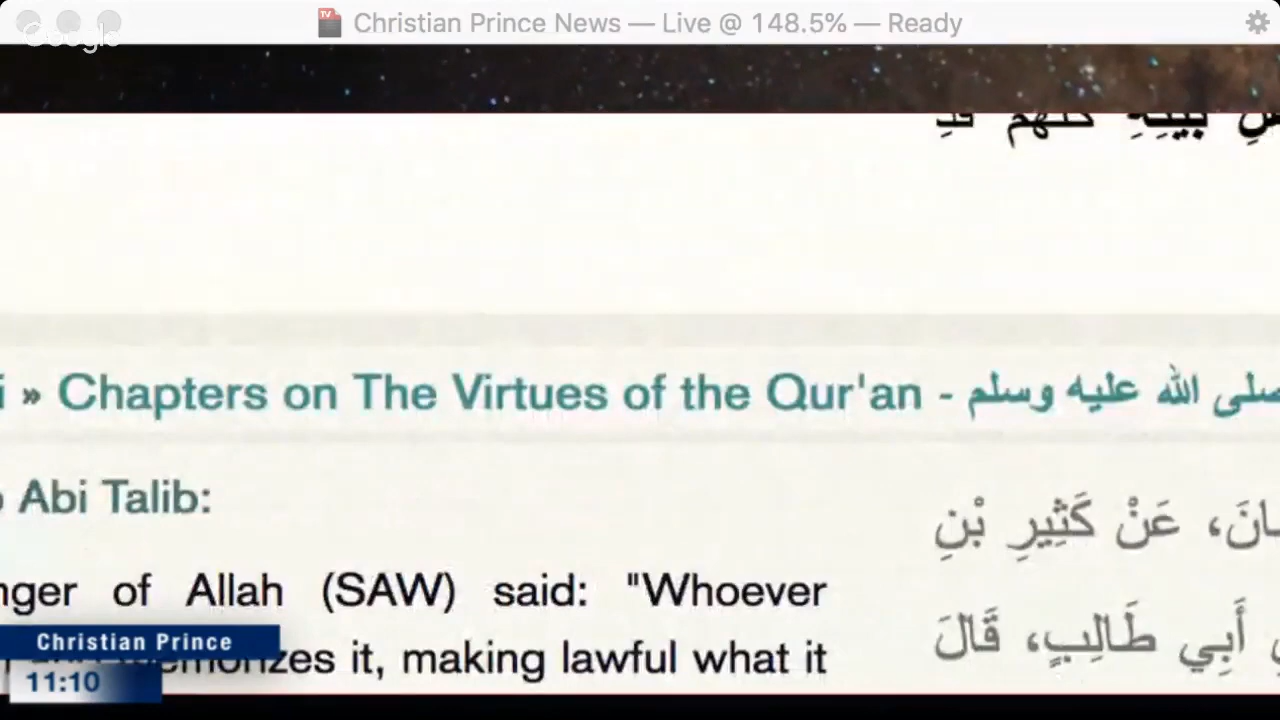 Google
Christian Prince News — Live @ 148.5% — Ready
بَيْتِهِ كُلُّهُمْ قَدِ
» Chapters on The Virtues of the Qur'an - صلى الله عليه وسلم
Abi Talib:
عَنْ كَثِيرِ بْنِ
of Allah (SAW) said: "Whoever
أَبِي طَالِبٍ، قَالَ
memorizes it, making lawful what it
Christian Prince
11:10